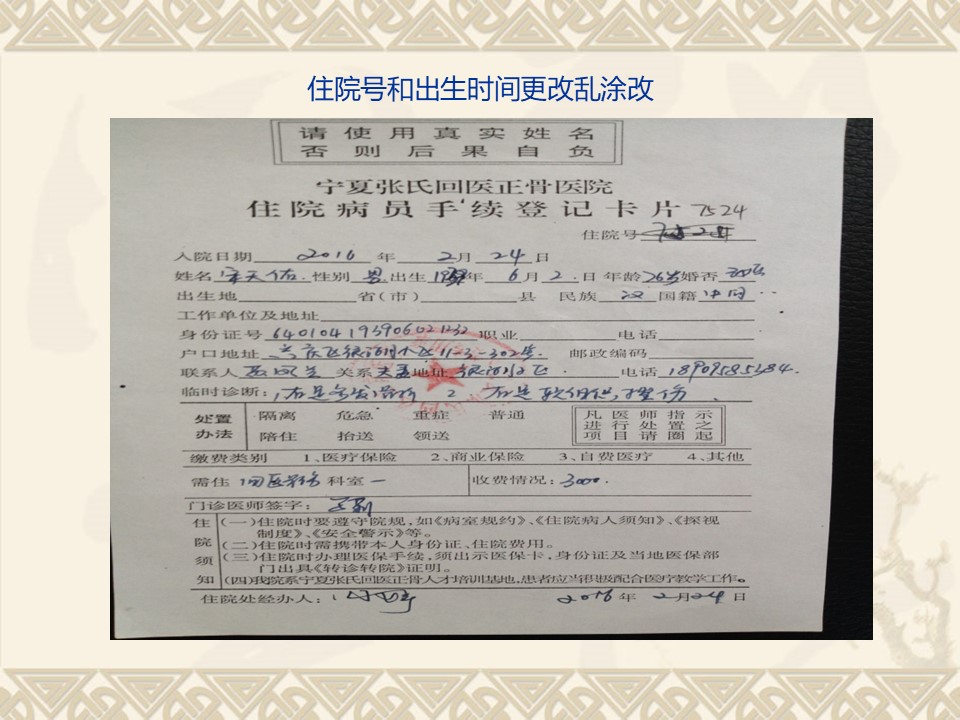 住院号和出生时间更改乱涂改
请使用真实姓名
否则后果自负
宁夏张氏回医正骨医院
住院病员手续登记卡片 7524
住院号
入院日期 2016 年 2月 24 日
姓名 性别 男 出生 年 6月 2 日 年龄 26岁 婚否
出生地 省(市) 县 民族 汉 国籍 中国
工作单位及地址
身份证号 职业 电话
户口地址 邮政编码
联系人 关系 地址 电话 18909585384.
临时诊断:
处置办法 隔离 危急 重症 普通
陪住 抬送 领送
凡医师指示
进行处置之
项目请圈起
缴费类别 1、医疗保险 2、商业保险 3、自费医疗 4、其他
需住 科室一 收费情况:3000.
门诊医师签字:
住院须知
(一)住院时要遵守院规,如《病室规约》、《住院病人须知》、《探视
制度》、《安全警示》等。
(二)住院时需携带本人身份证、住院费用。
(三)住院时办理医保手续,须出示医保卡,身份证及当地医保部
门出具《转诊转院》证明。
(四)我院系宁夏张氏回医正骨人才培训基地,患者应当积极配合医疗教学工作。
住院处经办人: 2016 年 2月24 日